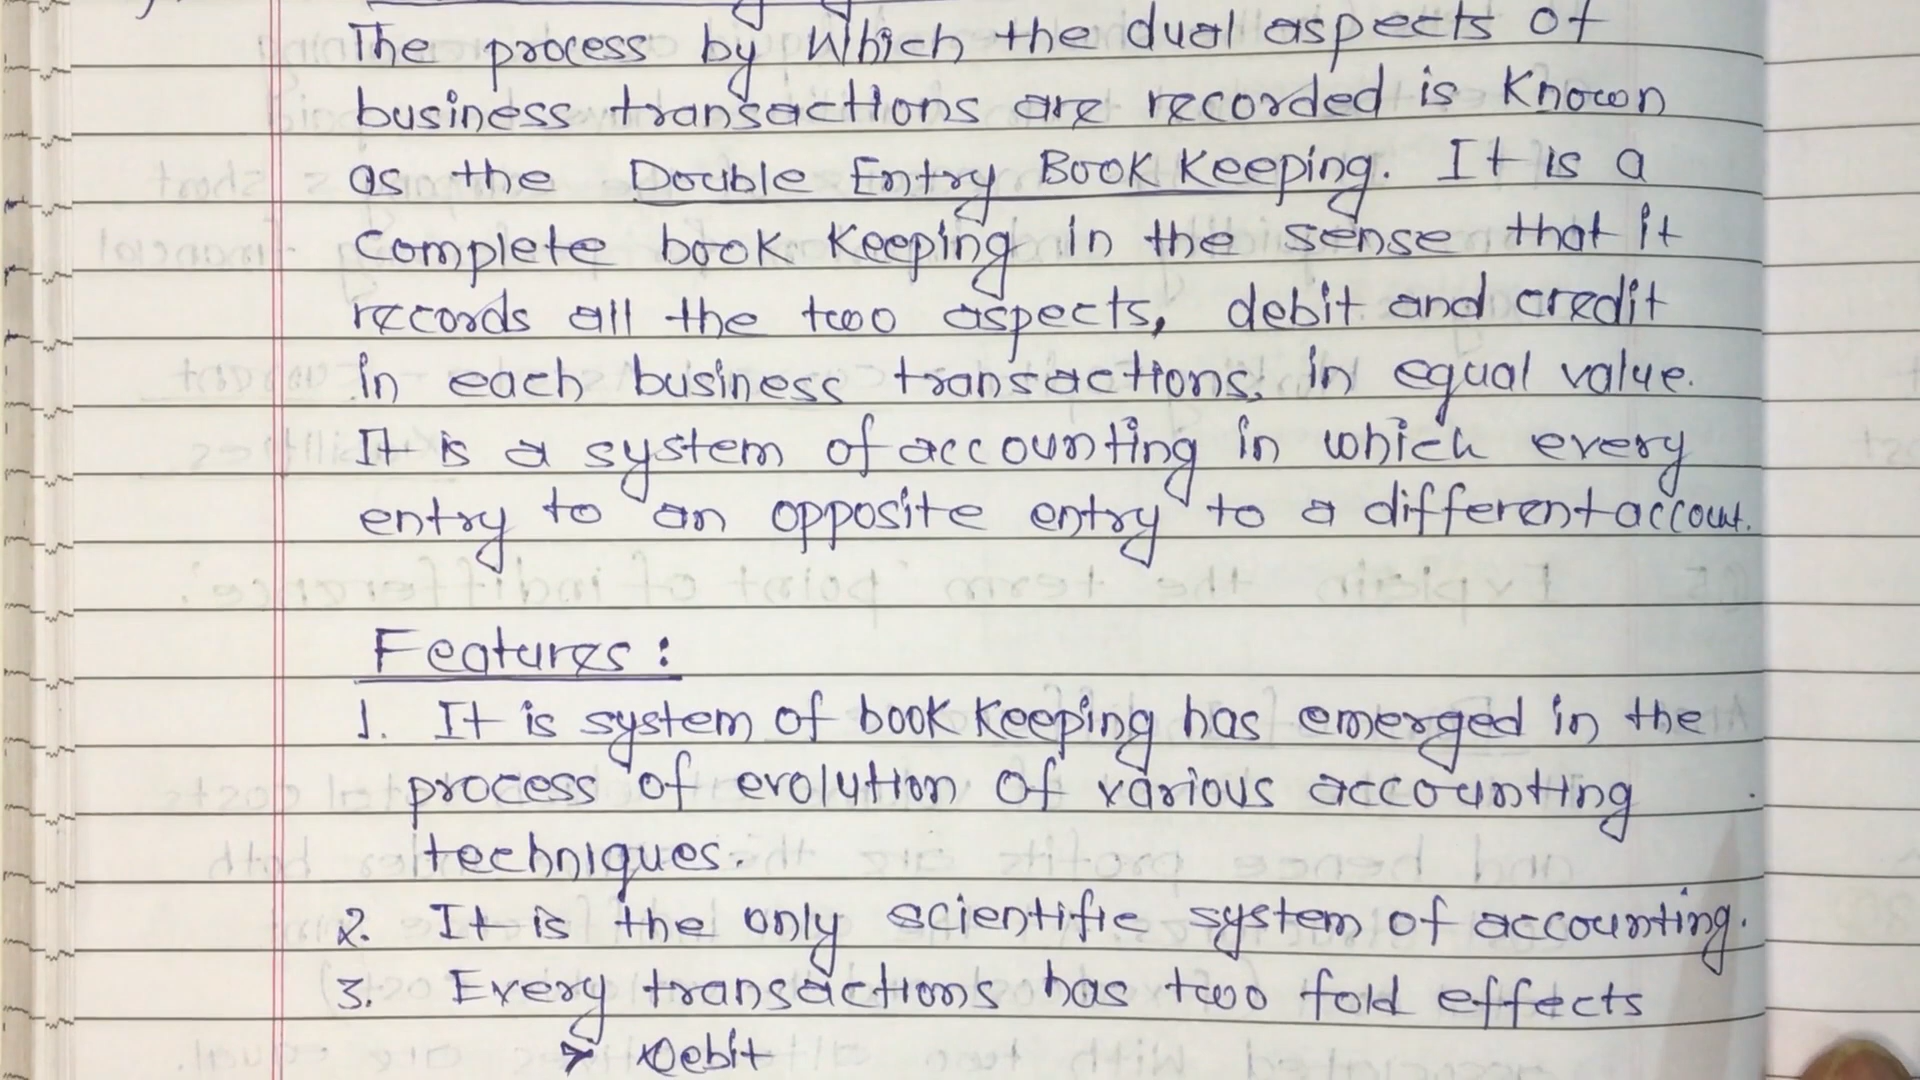 The process by Which the dual aspects of
business transactions are recorded is Known
as the Double Entry Book Keeping. It is a
Complete book Keeping in the sense that it
records all the two aspects, debit and credit
in each business transactions, in equal value.
It is a system of accounting in which every
entry to an opposite entry to a different account.
Features :
1. It is system of book Keeping has emerged in the
process of evolution of various accounting
techniques.
2. It is the only scientific system of accounting.
3. Every transactions has two fold effects
Debit